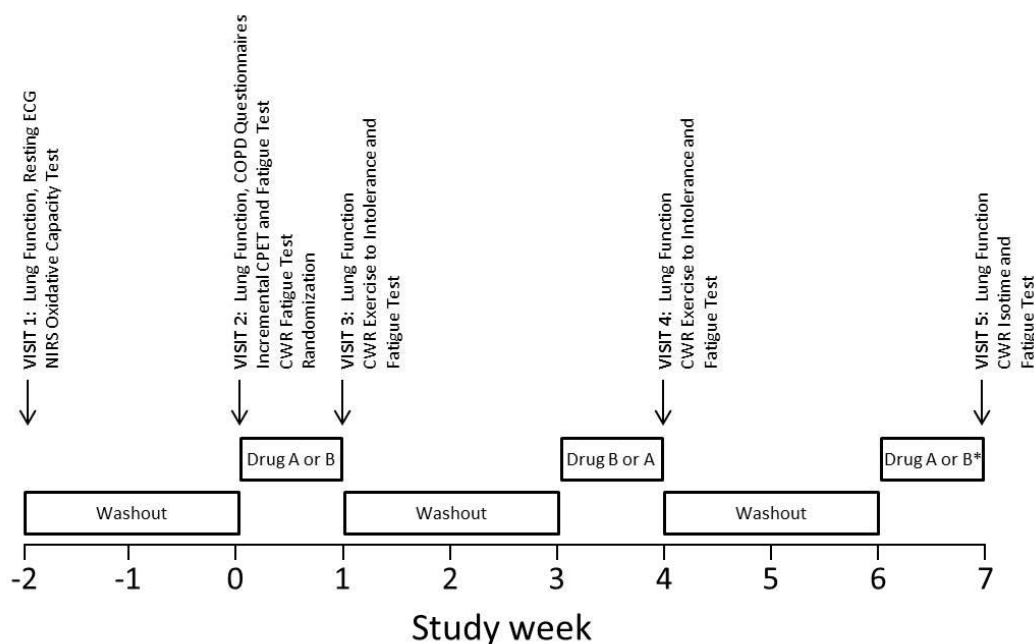 VISIT 1: Lung Function, Resting ECG
NIRS Oxidative Capacity Test
VISIT 2: Lung Function, COPD Questionnaires
Incremental CPET and Fatigue Test
CWR Fatigue Test
Randomization
VISIT 3: Lung Function
CWR Exercise to Intolerance and
Fatigue Test
VISIT 4: Lung Function
CWR Exercise to Intolerance and
Fatigue Test
VISIT 5: Lung Function
CWR Isotime and
Fatigue Test
Drug A or B
Drug B or A
Drug A or B*
Washout
Washout
Washout
-2 -1 0 1 2 3 4 5 6 7
Study week